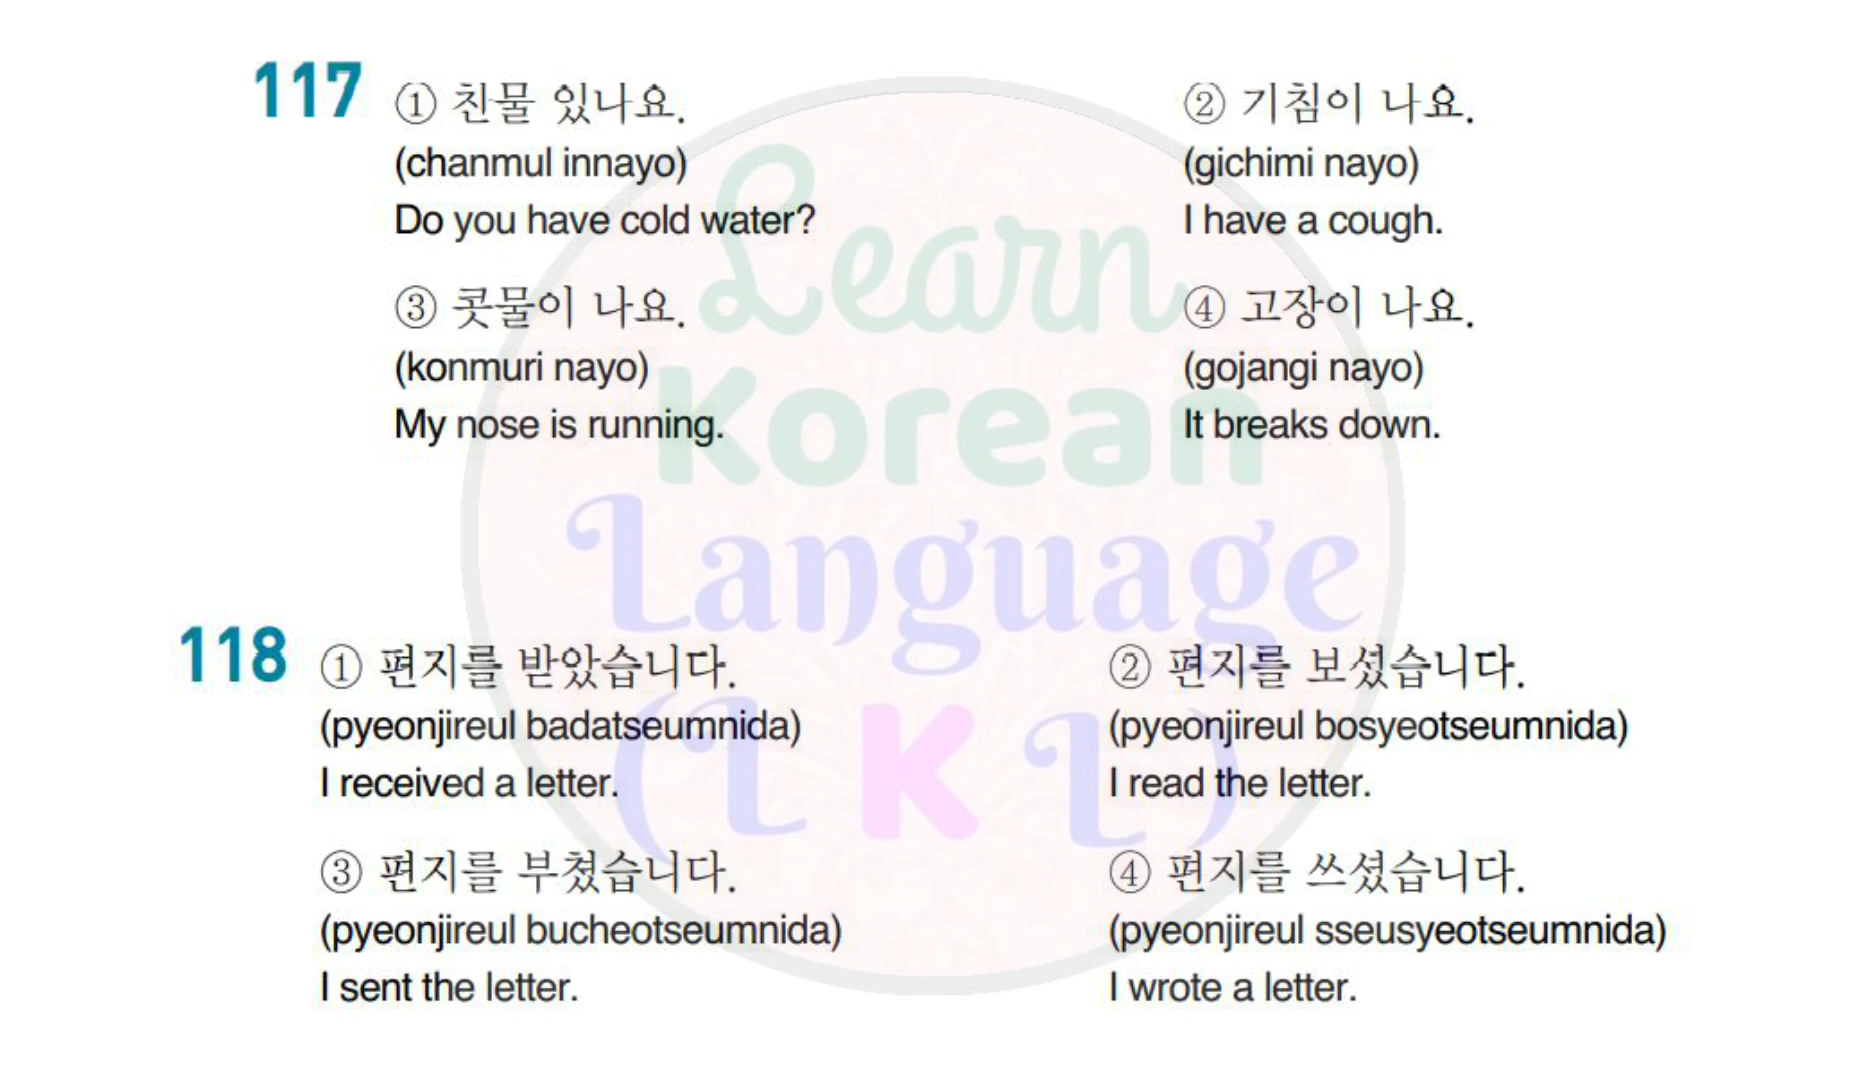 117 ① 친물 있나요. ② 기침이 나요.
(chanmul innayo) (gichimi nayo)
Do you have cold water? I have a cough.
③ 콧물이 나요. ④ 고장이 나요.
(konmuri nayo) (gojangi nayo)
My nose is running. It breaks down.
118 ① 편지를 받았습니다. ② 편지를 보셨습니다.
(pyeonjireul badatseumnida) (pyeonjireul bosyeotseumnida)
I received a letter. I read the letter.
③ 편지를 부쳤습니다. ④ 편지를 쓰셨습니다.
(pyeonjireul bucheotseumnida) (pyeonjireul sseusyeotseumnida)
I sent the letter. I wrote a letter.
Learn
Korean
Language
(L K L)